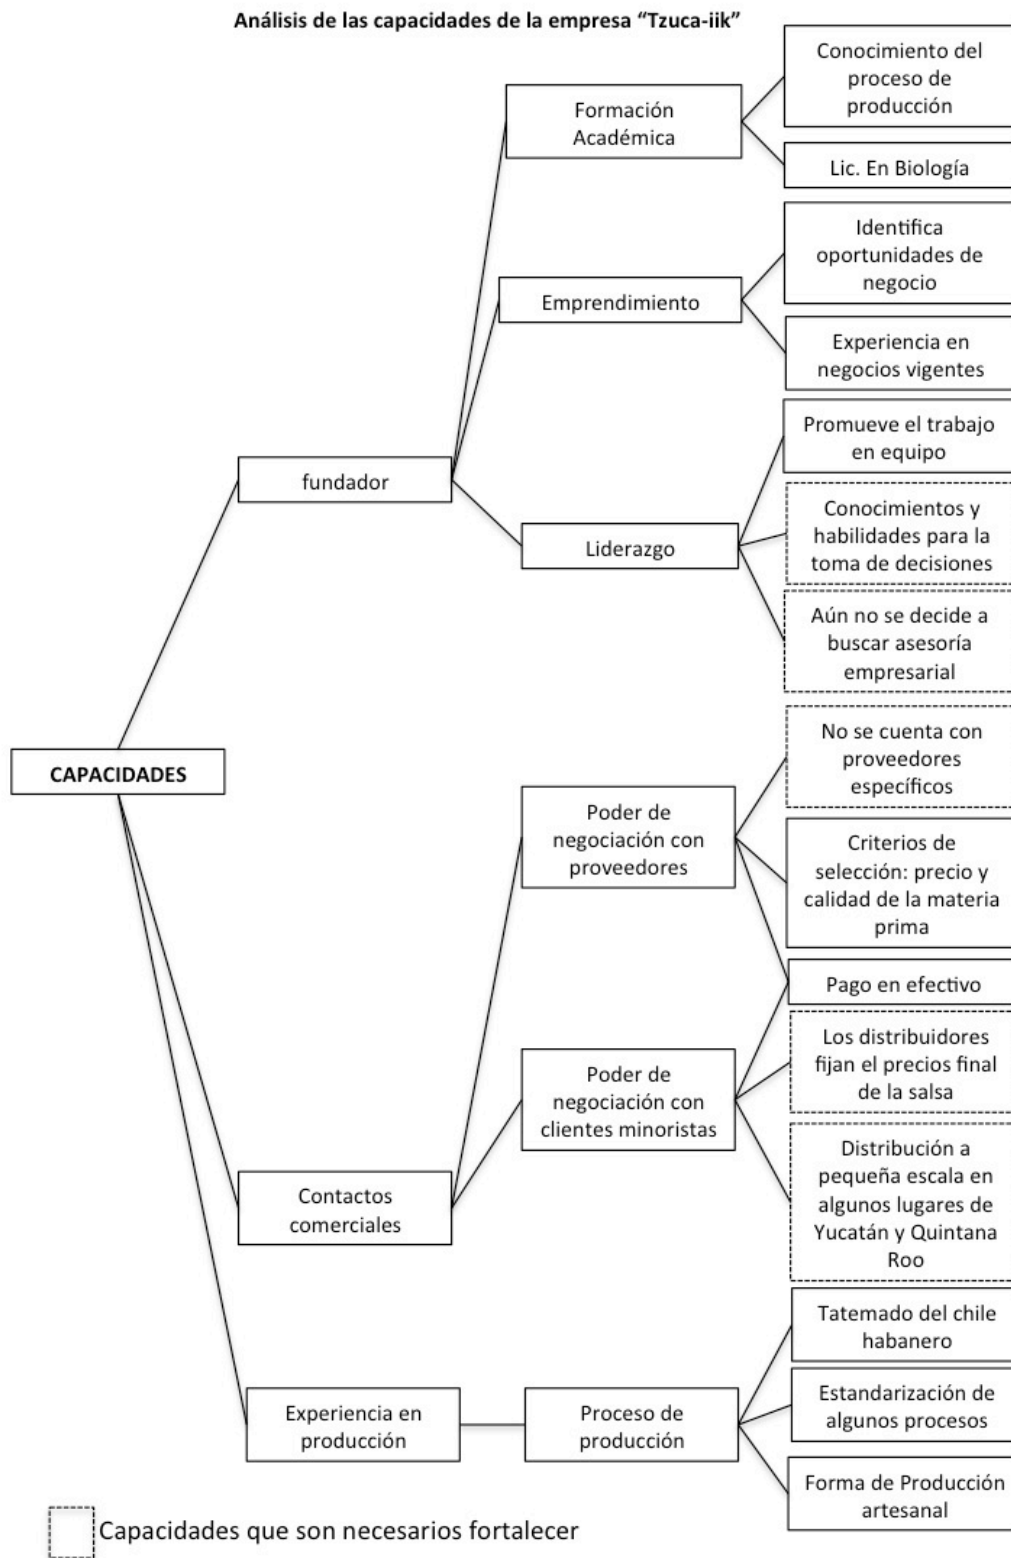 Análisis de las capacidades de la empresa “Tzuca-iik”
Conocimiento del
proceso de
producción
Formación
Académica
Lic. En Biología
Identifica
oportunidades de
negocio
Emprendimiento
Experiencia en
negocios vigentes
Promueve el trabajo
en equipo
fundador
Conocimientos y
habilidades para la
toma de decisiones
Liderazgo
Aún no se decide a
buscar asesoría
empresarial
No se cuenta con
proveedores
específicos
CAPACIDADES
Poder de
negociación con
proveedores
Criterios de
selección: precio y
calidad de la materia
prima
Pago en efectivo
Los distribuidores
fijan el precios final
de la salsa
Poder de
negociación con
clientes minoristas
Distribución a
pequeña escala en
algunos lugares de
Yucatán y Quintana
Roo
Contactos
comerciales
Tatemado del chile
habanero
Experiencia en
producción
Proceso de
producción
Estandarización de
algunos procesos
Forma de Producción
artesanal
Capacidades que son necesarios fortalecer